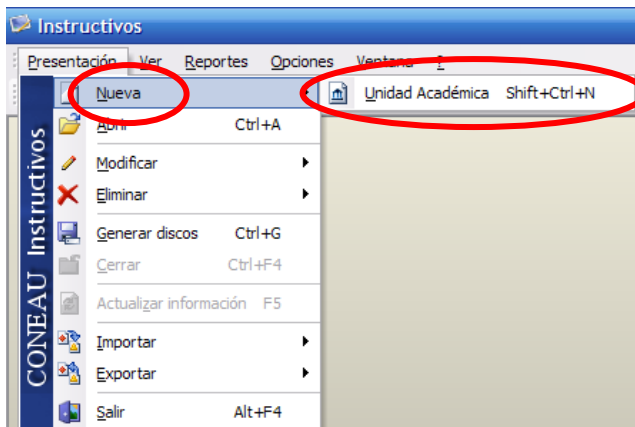 Instructivos
Presentación Ver Reportes Opciones Ventana ?
Nueva
Unidad Académica Shift+Ctrl+N
Abrir Ctrl+A
Modificar
Eliminar
Generar discos Ctrl+G
Cerrar Ctrl+F4
Actualizar información F5
Importar
Exportar
Salir Alt+F4
CONEAU Instructivos